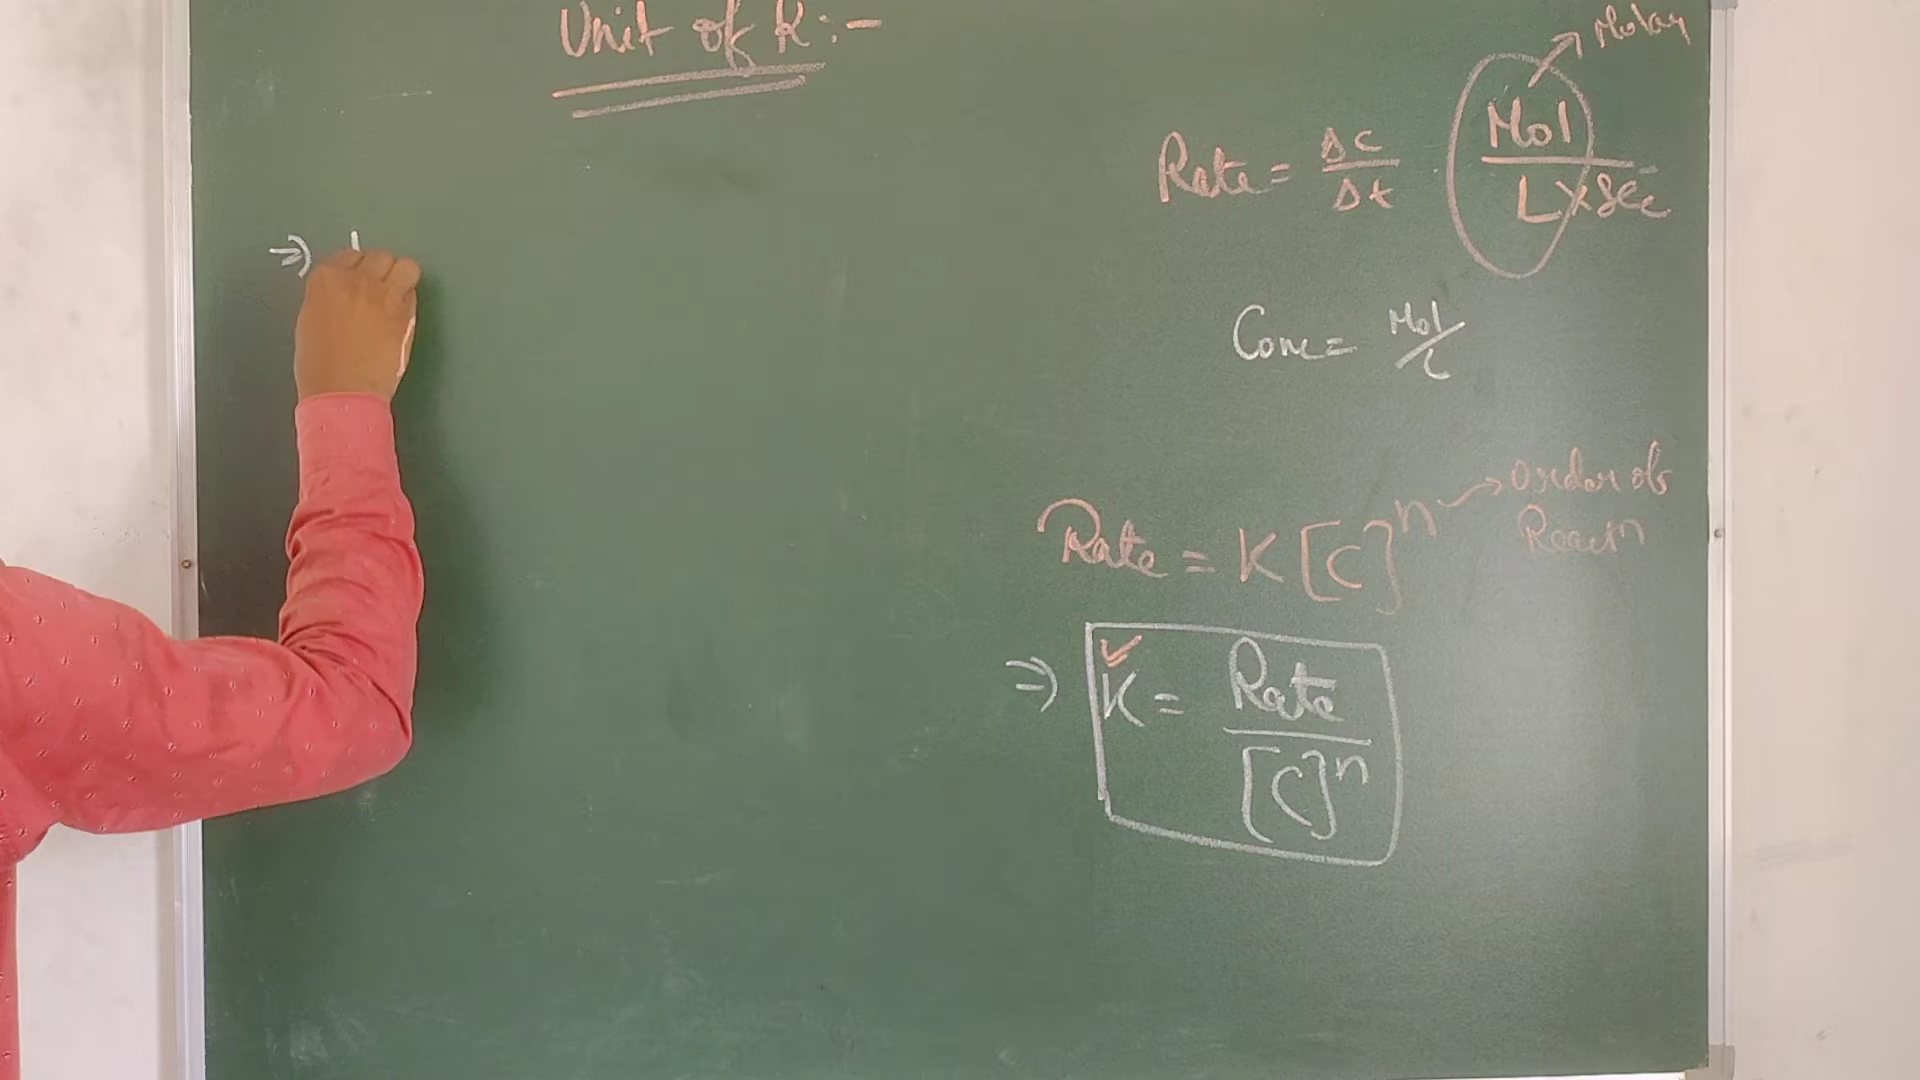 Unit of K :-
→ Molar
Rate = ΔC/Δt Mol/L×Sec
⇒
Conc = Mol/L
Rate = K[C]^n → Order of
Reactn
⇒ ✓ K = Rate/[C]^n